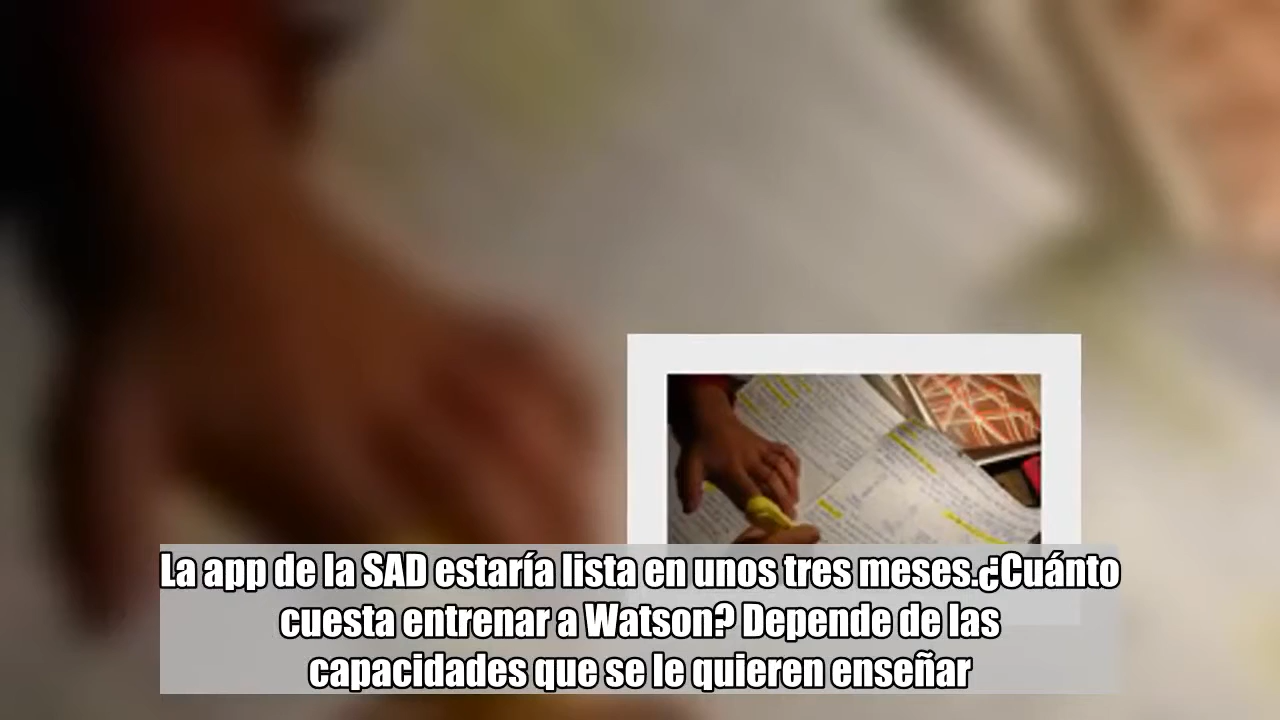 La app de la SAD estaría lista en unos tres meses.¿Cuánto
cuesta entrenar a Watson? Depende de las
capacidades que se le quieren enseñar